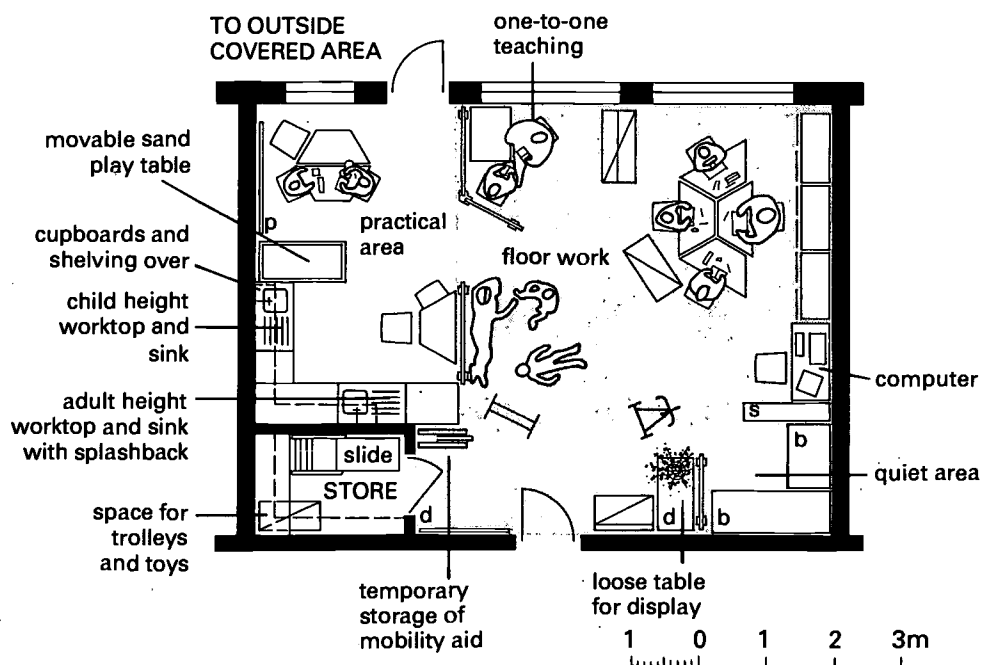 TO OUTSIDE
COVERED AREA
one-to-one
teaching
movable sand
play table
p
practical
area
cupboards and
shelving over
floor work
child height
worktop and
sink
computer
adult height
worktop and sink
with splashback
s
b
slide
quiet area
STORE
space for
trolleys
and toys
d
d
b
temporary
storage of
mobility aid
loose table
for display
1 0 1 2 3m